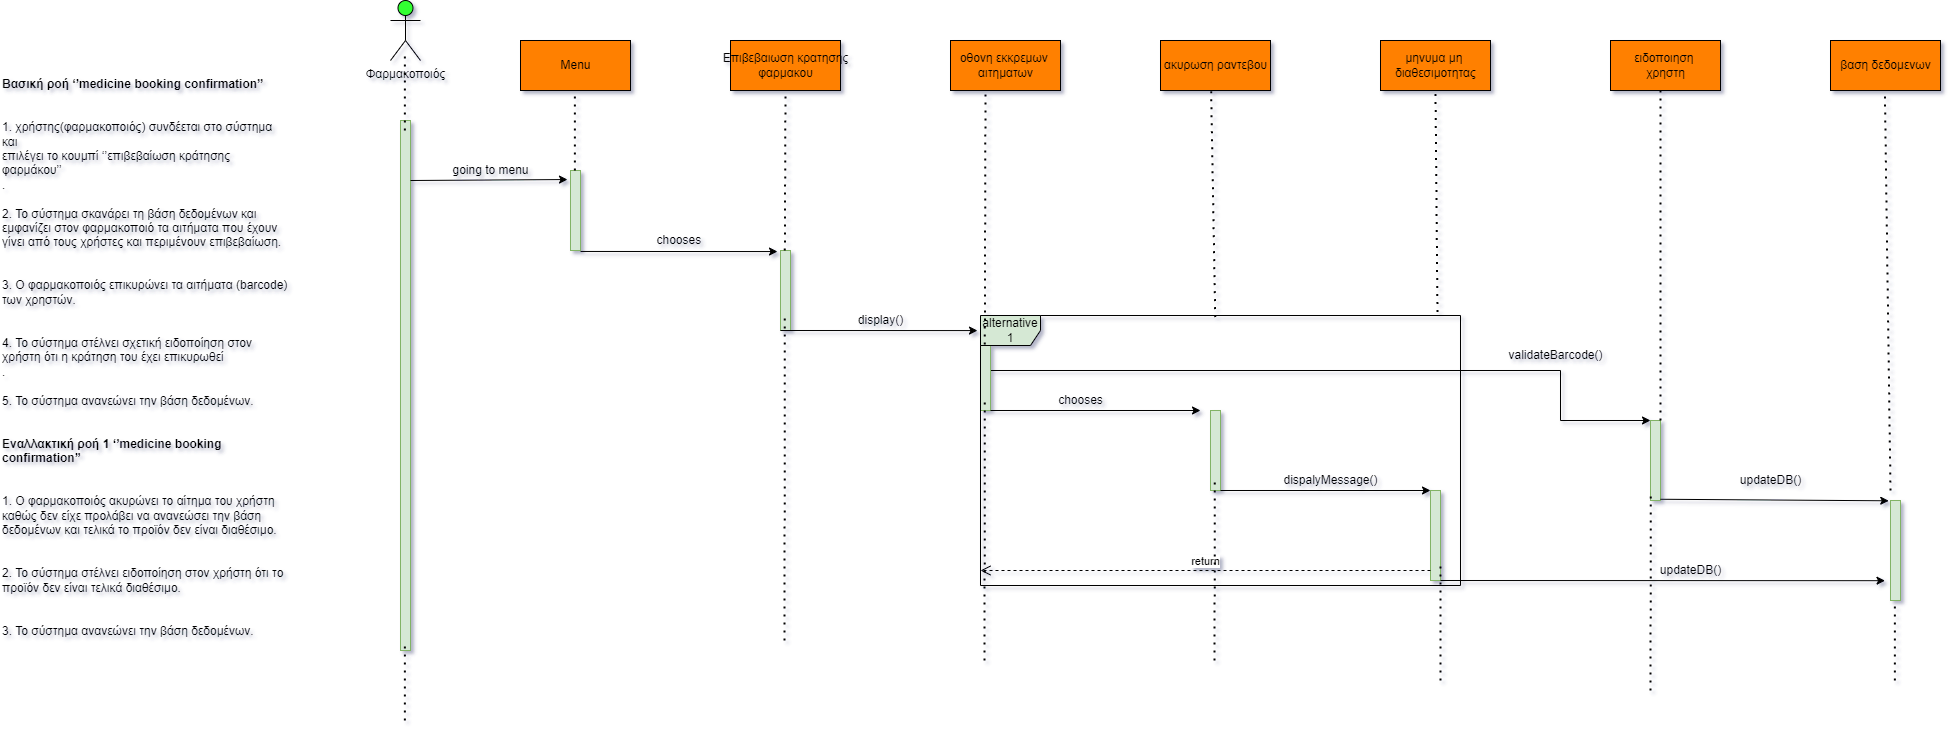 Φαρμακοποιός
Menu
Επιβεβαιωση κρατησης
φαρμακου
οθονη εκκρεμων
αιτηματων
ακυρωση ραντεβου
μηνυμα μη
διαθεσιμοτητας
ειδοποιηση
χρηστη
βαση δεδομενων
Βασική ροή ‘’medicine booking confirmation’’
1. χρήστης(φαρμακοποιός) συνδέεται στο σύστημα
και
επιλέγει το κουμπί ‘’επιβεβαίωση κράτησης
φαρμάκου’’
.
2. Το σύστημα σκανάρει τη βάση δεδομένων και
εμφανίζει στον φαρμακοποιό τα αιτήματα που έχουν
γίνει από τους χρήστες και περιμένουν επιβεβαίωση.
3. Ο φαρμακοποιός επικυρώνει τα αιτήματα (barcode)
των χρηστών.
4. Το σύστημα στέλνει σχετική ειδοποίηση στον
χρήστη ότι η κράτηση του έχει επικυρωθεί
.
5. Το σύστημα ανανεώνει την βάση δεδομένων.
Εναλλακτική ροή 1 ‘’medicine booking
confirmation’’
1. Ο φαρμακοποιός ακυρώνει το αίτημα του χρήστη
καθώς δεν είχε προλάβει να ανανεώσει την βάση
δεδομένων και τελικά το προϊόν δεν είναι διαθέσιμο.
2. Το σύστημα στέλνει ειδοποίηση στον χρήστη ότι το
προϊόν δεν είναι τελικά διαθέσιμο.
3. Το σύστημα ανανεώνει την βάση δεδομένων.
going to menu
chooses
display()
alternative
1
validateBarcode()
chooses
dispalyMessage()
updateDB()
return
updateDB()